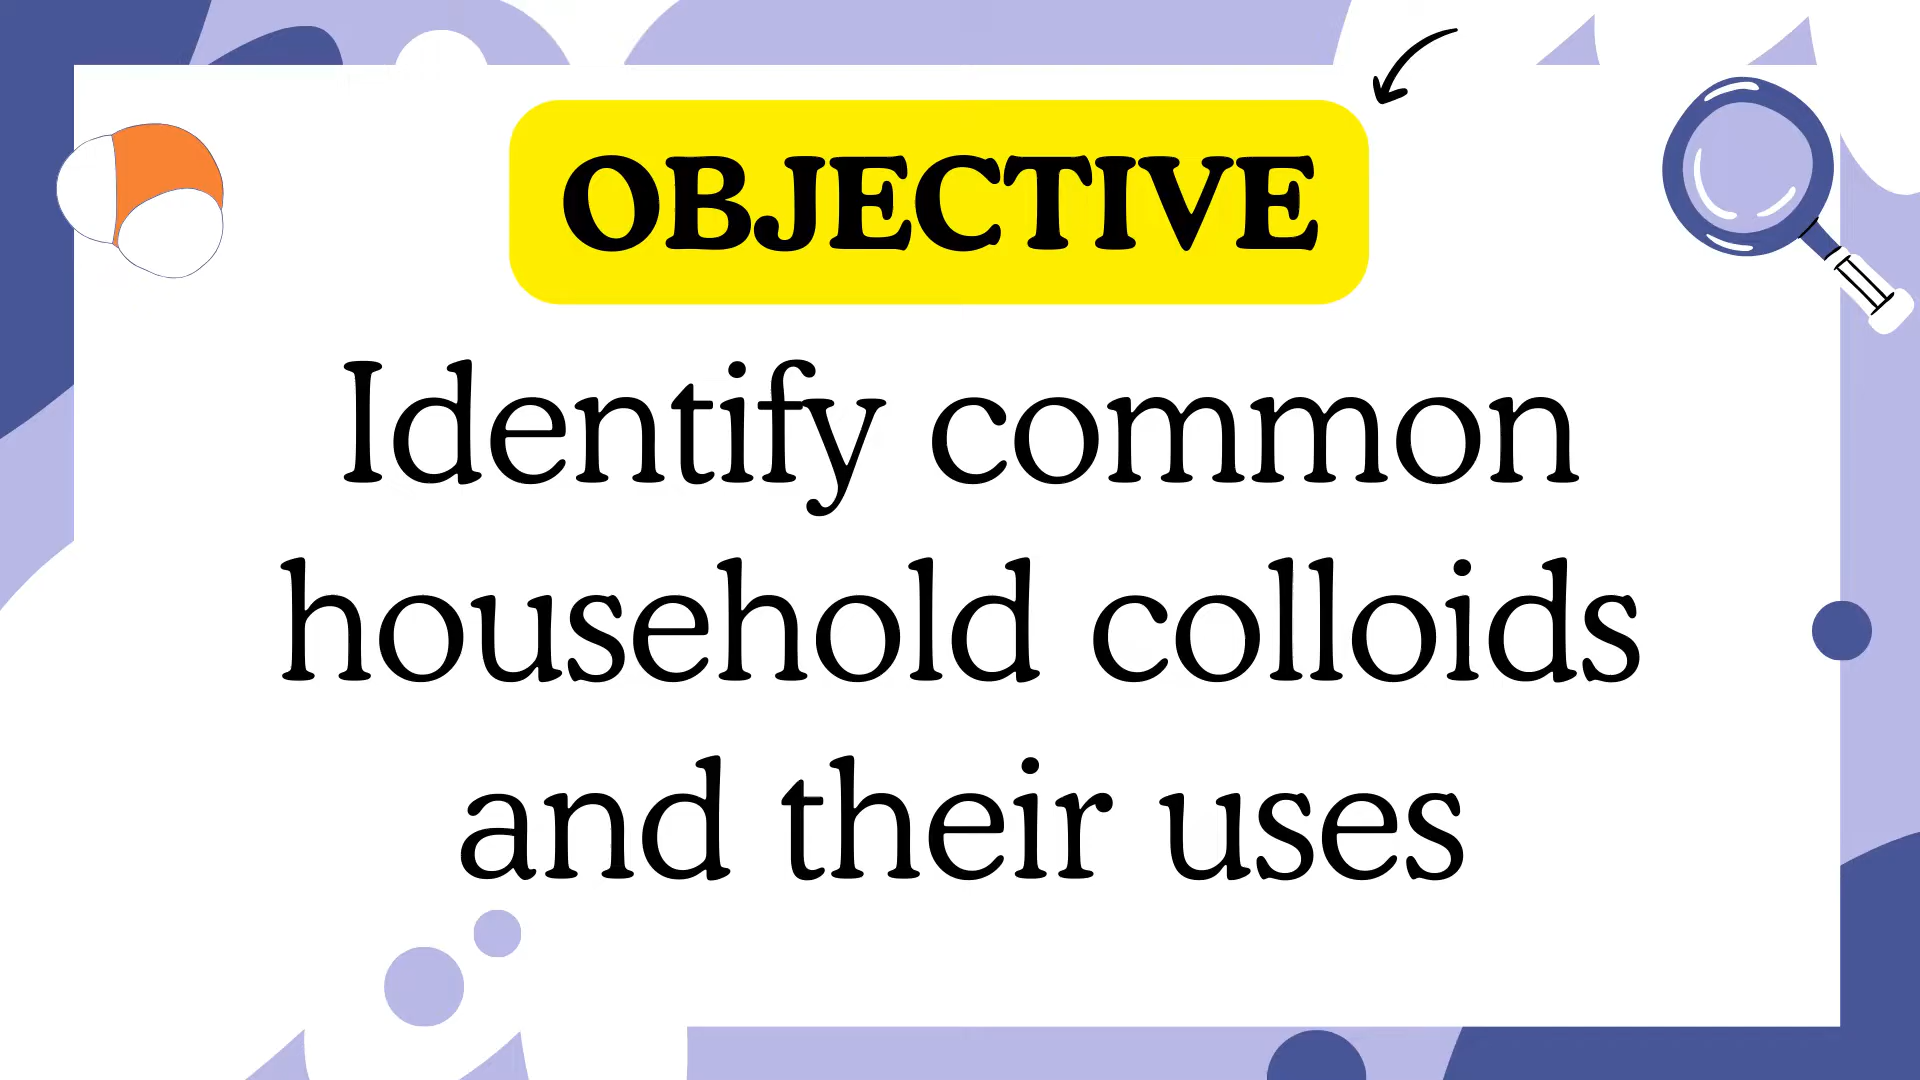 OBJECTIVE
Identify common
household colloids
and their uses